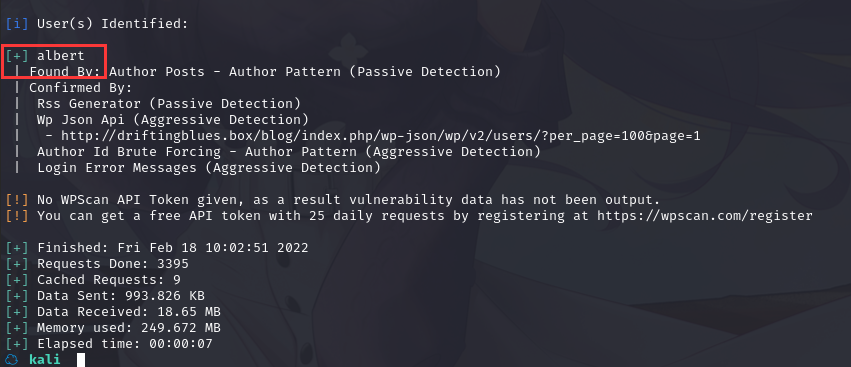 [i] User(s) Identified:
[+] albert
| Found By: Author Posts - Author Pattern (Passive Detection)
| Confirmed By:
|  Rss Generator (Passive Detection)
|  Wp Json Api (Aggressive Detection)
|   - http://driftingblues.box/blog/index.php/wp-json/wp/v2/users/?per_page=100&page=1
|  Author Id Brute Forcing - Author Pattern (Aggressive Detection)
|  Login Error Messages (Aggressive Detection)
[!] No WPScan API Token given, as a result vulnerability data has not been output.
[!] You can get a free API token with 25 daily requests by registering at https://wpscan.com/register
[+] Finished: Fri Feb 18 10:02:51 2022
[+] Requests Done: 3395
[+] Cached Requests: 9
[+] Data Sent: 993.826 KB
[+] Data Received: 18.65 MB
[+] Memory used: 249.672 MB
[+] Elapsed time: 00:00:07
kali